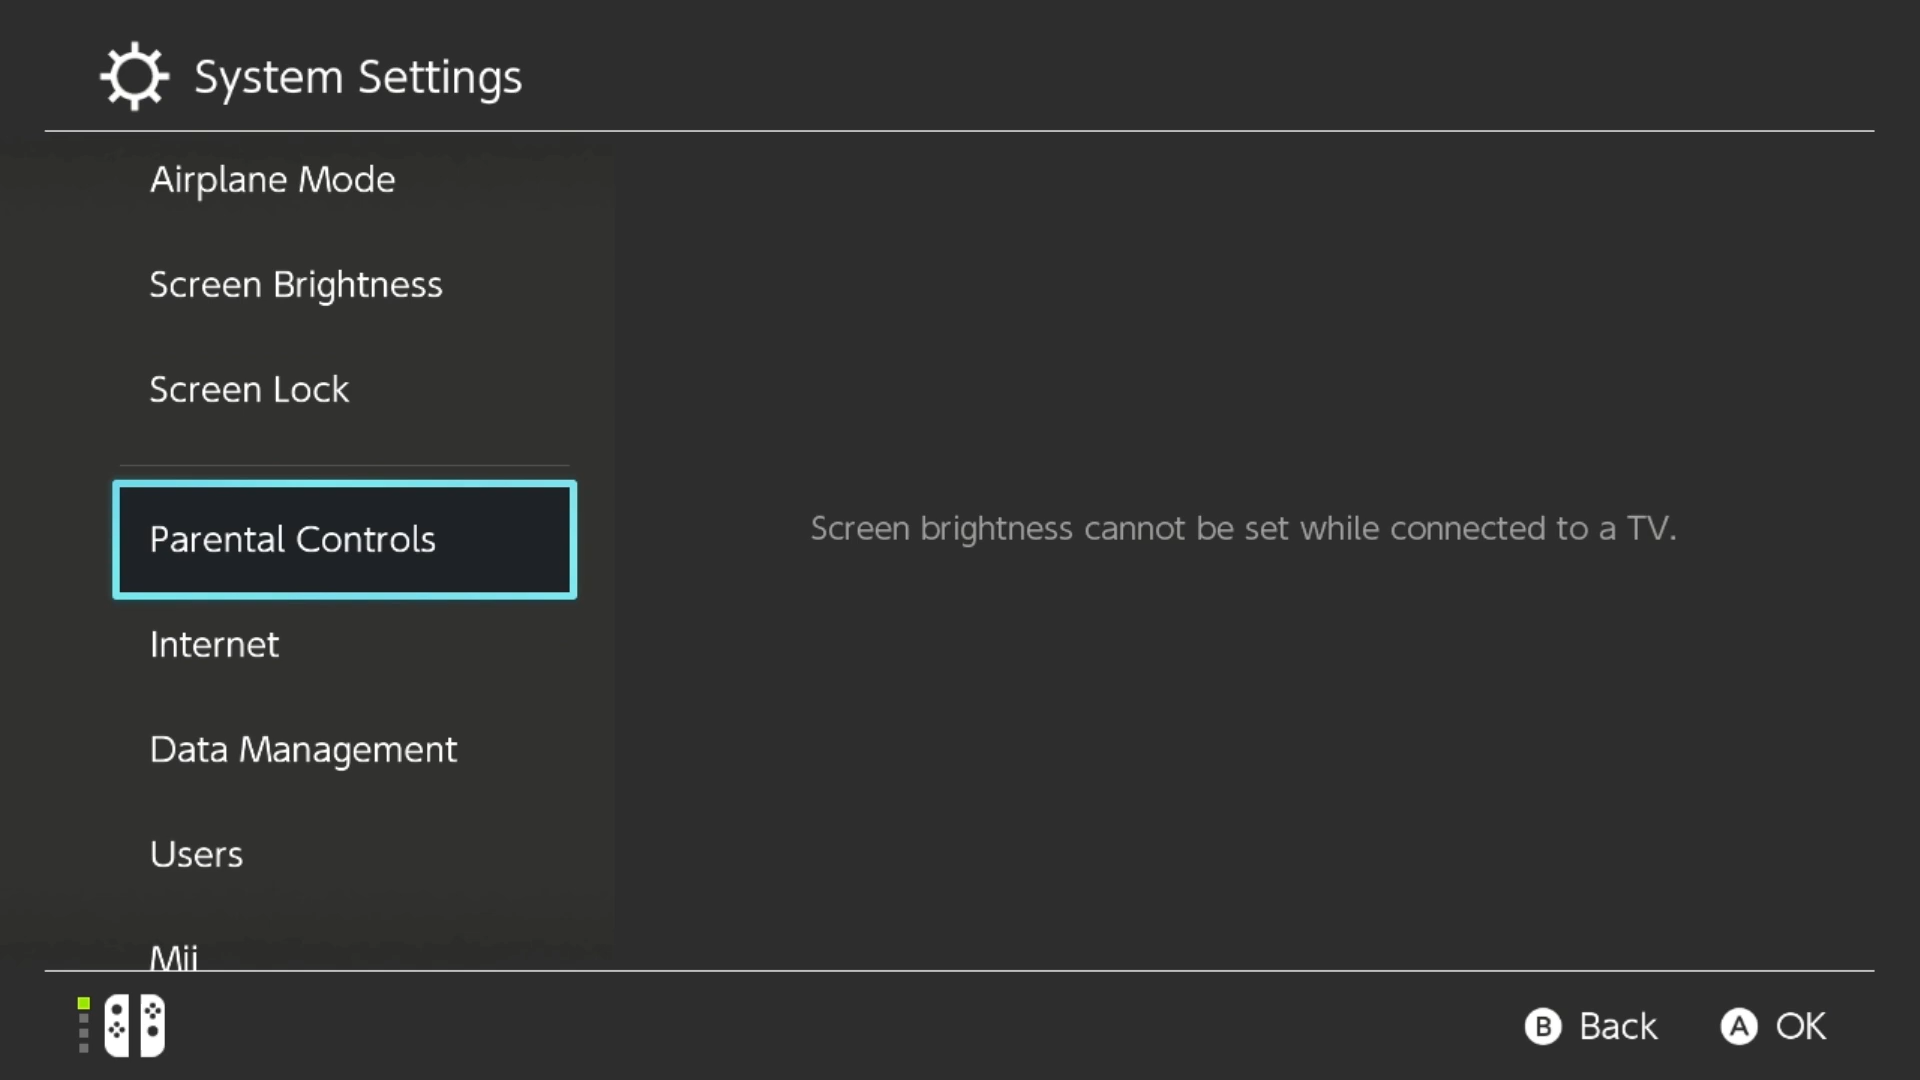 System Settings
Airplane Mode
Screen Brightness
Screen Lock
Parental Controls
Screen brightness cannot be set while connected to a TV.
Internet
Data Management
Users
Mii
B Back
A OK